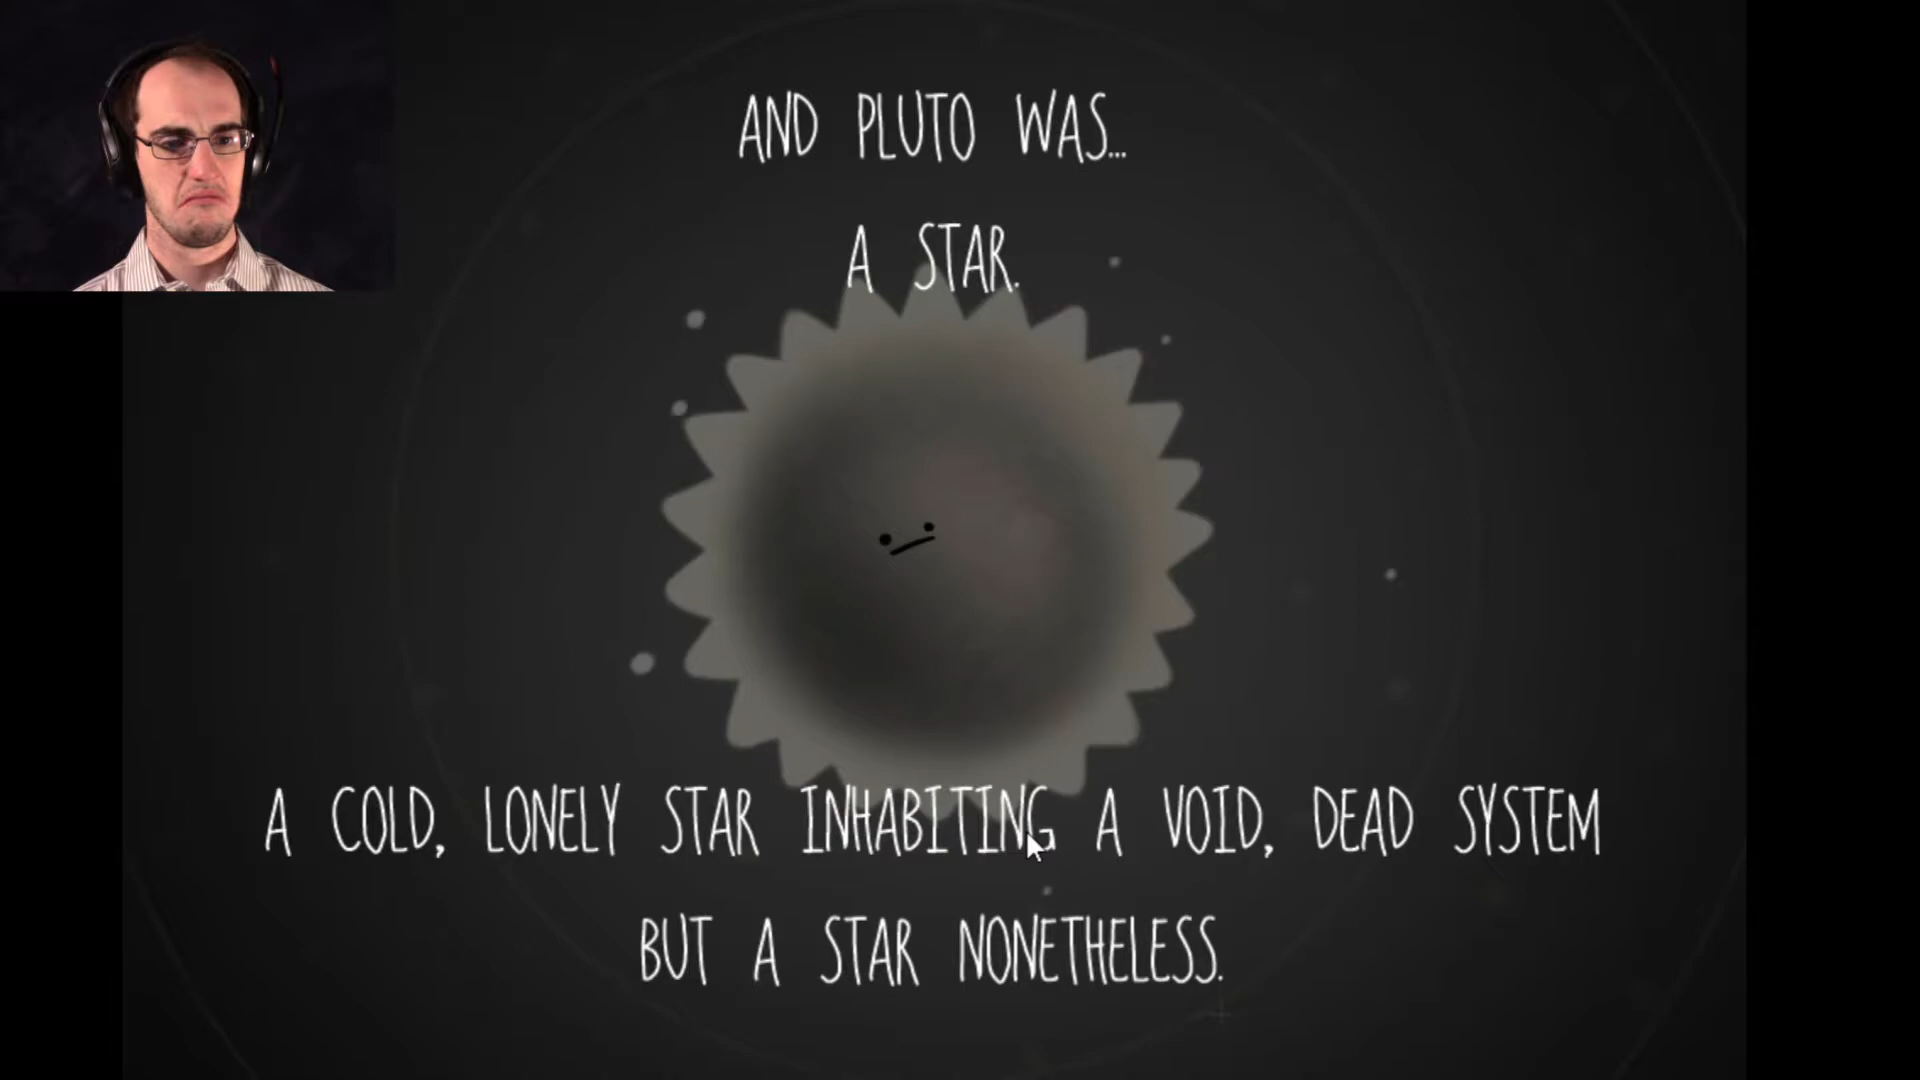 AND PLUTO WAS...
A STAR.
A COLD, LONELY STAR INHABITING A VOID, DEAD SYSTEM
BUT A STAR NONETHELESS.